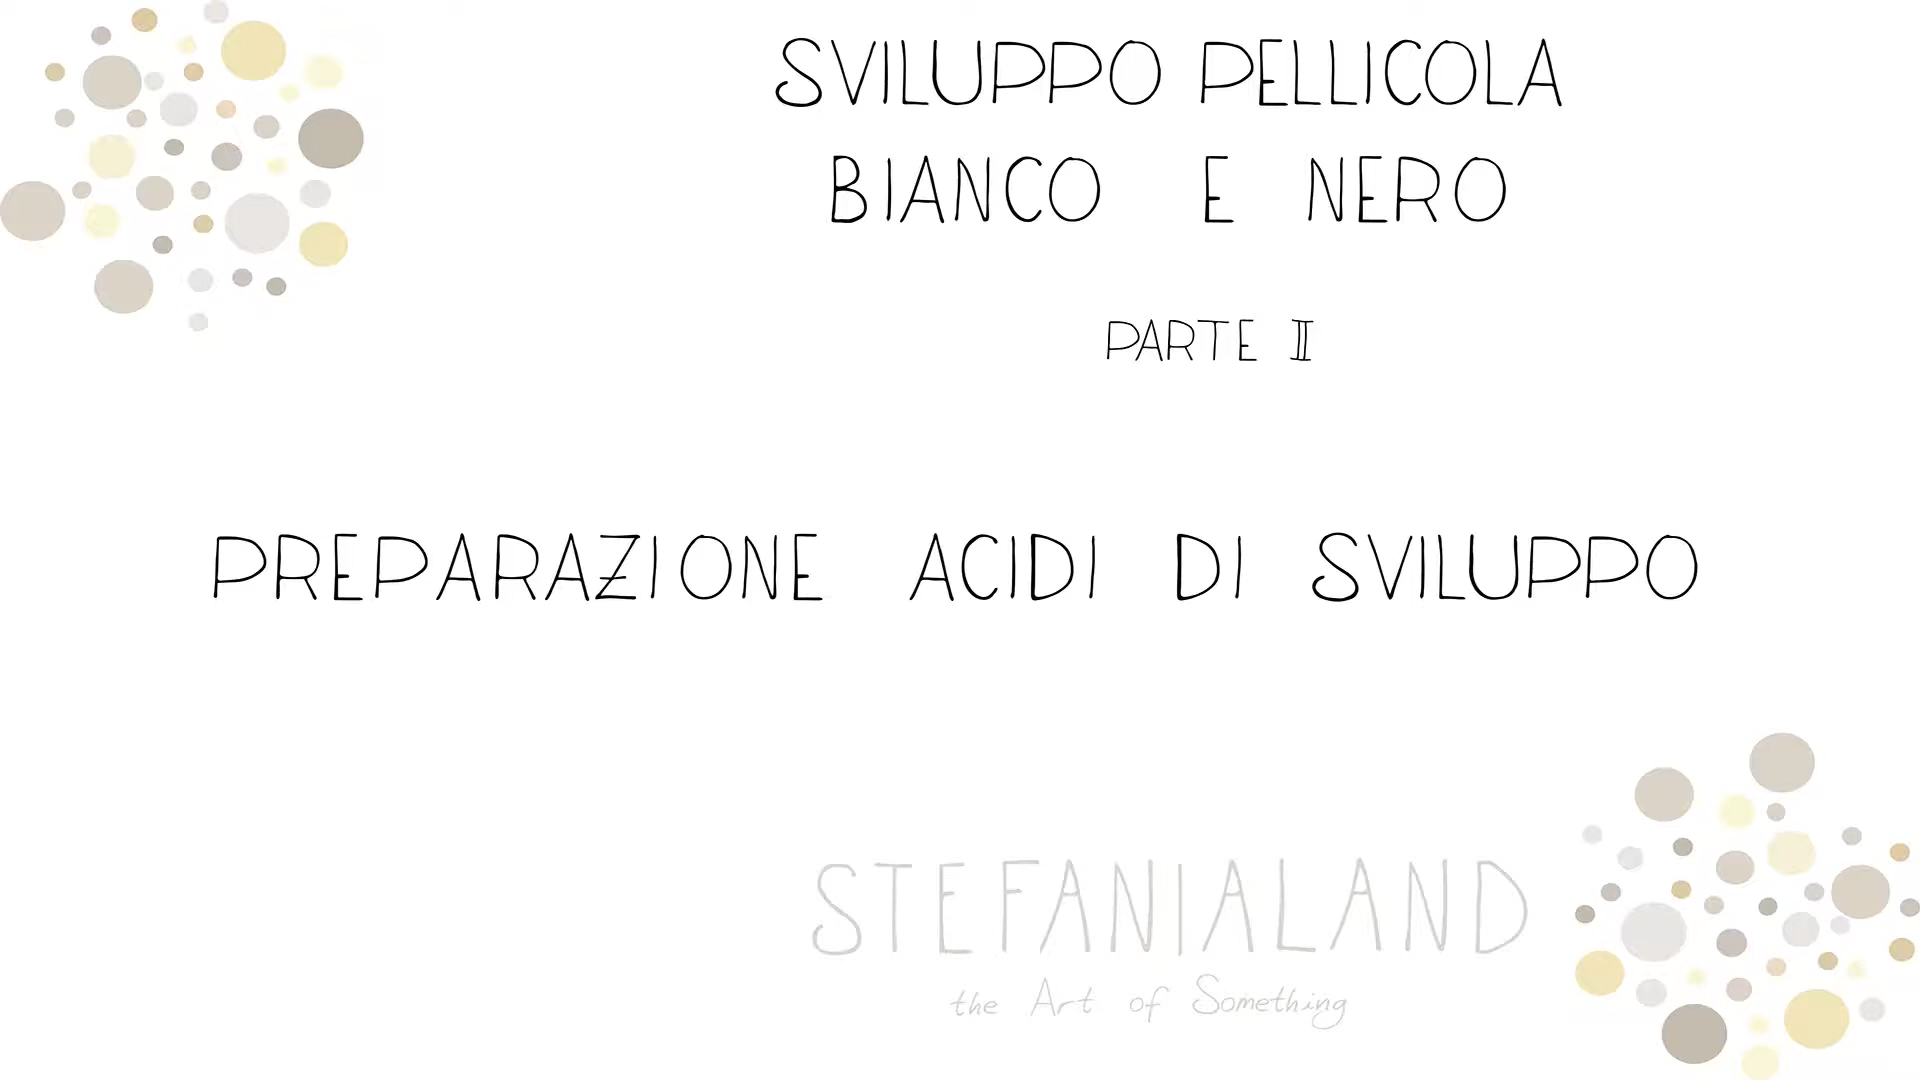 SVILUPPO PELLICOLA
BIANCO E NERO
PARTE II
PREPARAZIONE ACIDI DI SVILUPPO
STEFANIALAND
the Art of Something